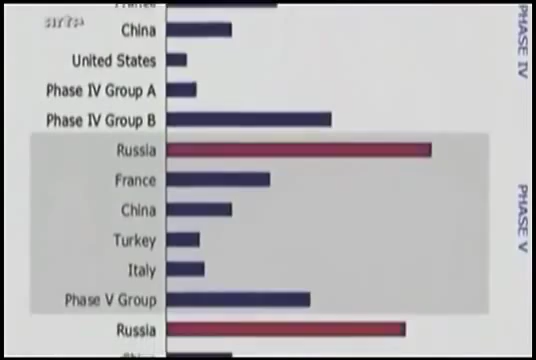 arte
France
China
United States
Phase IV Group A
Phase IV Group B
PHASE IV
Russia
France
China
Turkey
Italy
Phase V Group
PHASE V
Russia